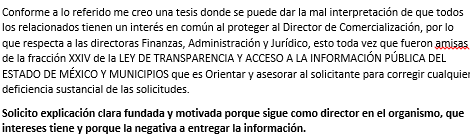 Conforme a lo referido me creo una tesis donde se puede dar la mal interpretación de que todos
los relacionados tienen un interés en común al proteger al Director de Comercialización, por lo
que respecta a las directoras Finanzas, Administración y Jurídico, esto toda vez que fueron amisas
de la fracción XXIV de la LEY DE TRANSPARENCIA Y ACCESO A LA INFORMACIÓN PÚBLICA DEL
ESTADO DE MÉXICO Y MUNICIPIOS que es Orientar y asesorar al solicitante para corregir cualquier
deficiencia sustancial de las solicitudes.
Solicito explicación clara fundada y motivada porque sigue como director en el organismo, que
intereses tiene y porque la negativa a entregar la información.